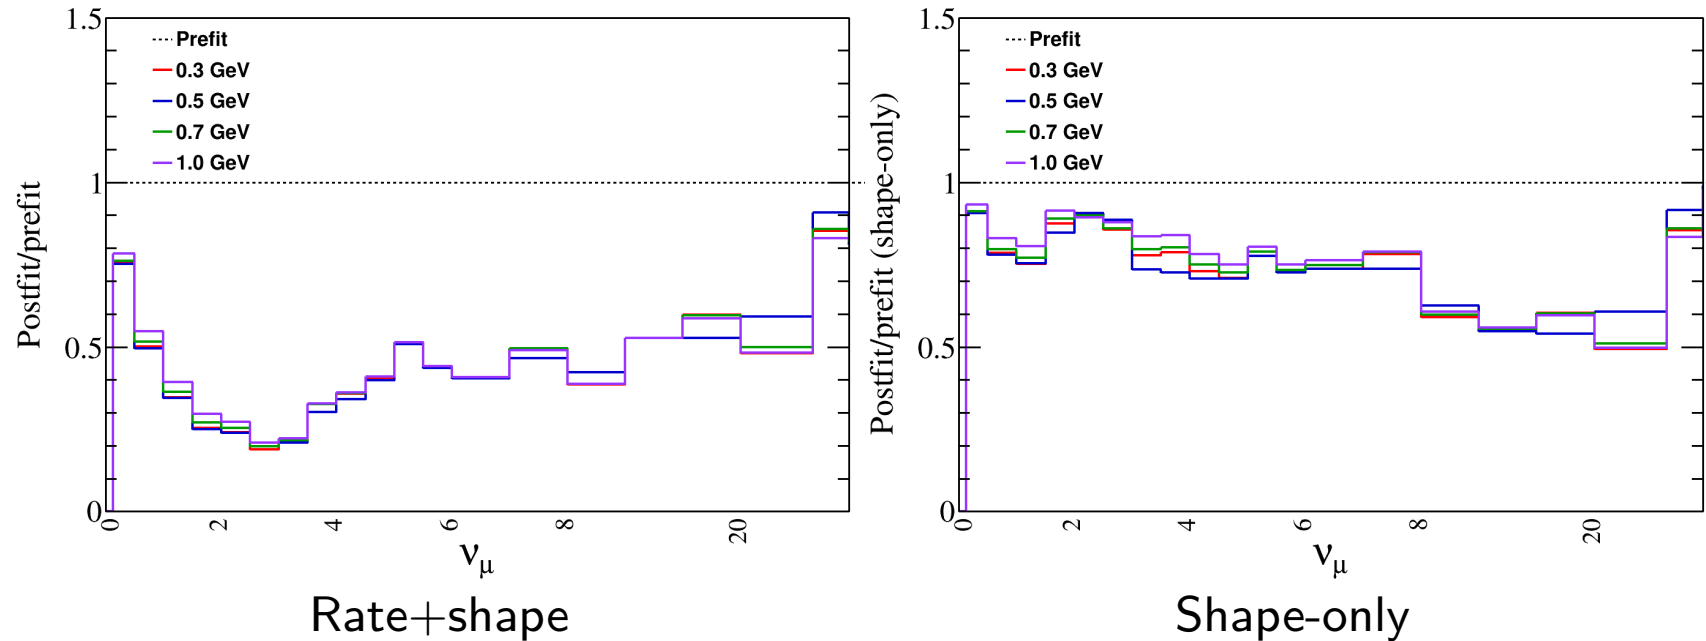 1.5
1
0.5
0
Postfit/prefit
Prefit
0.3 GeV
0.5 GeV
0.7 GeV
1.0 GeV
0 2 4 6 8 20
νμ
Rate+shape
1.5
1
0.5
0
Postfit/prefit (shape-only)
Prefit
0.3 GeV
0.5 GeV
0.7 GeV
1.0 GeV
0 2 4 6 8 20
νμ
Shape-only